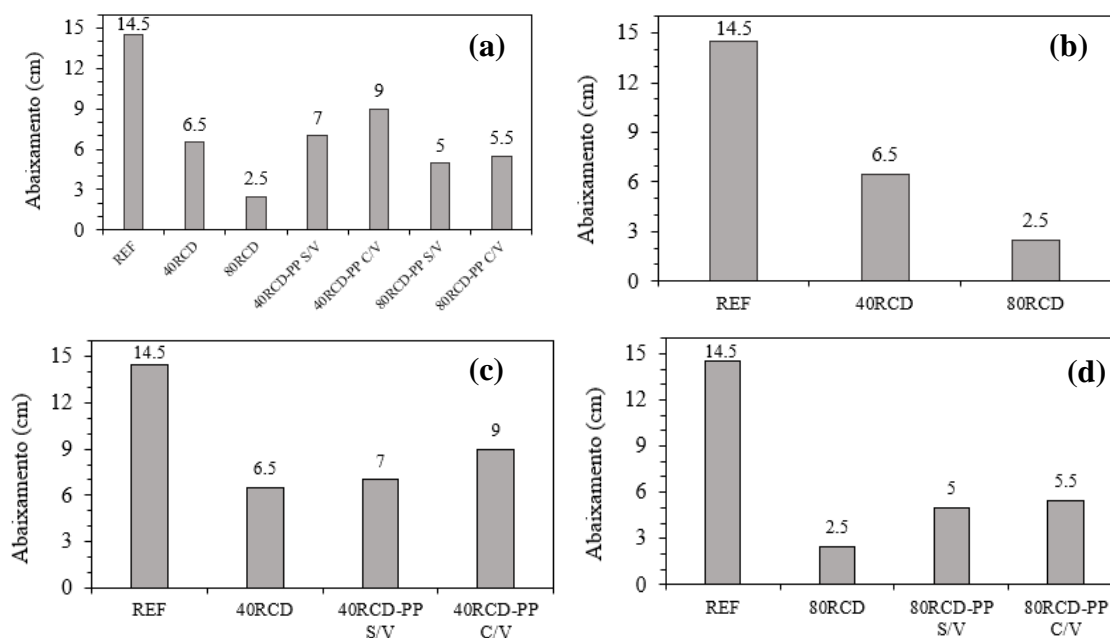 (a)
Abaixamento (cm)
15
12
9
6
3
0
14.5
6.5
2.5
7
9
5
5.5
REF
40RCD
80RCD
40RCD-PP S/V
40RCD-PP C/V
80RCD-PP S/V
80RCD-PP C/V
(b)
Abaixamento (cm)
15
12
9
6
3
0
14.5
6.5
2.5
REF
40RCD
80RCD
(c)
Abaixamento (cm)
15
12
9
6
3
0
14.5
6.5
7
9
REF
40RCD
40RCD-PP
S/V
40RCD-PP
C/V
(d)
Abaixamento (cm)
15
12
9
6
3
0
14.5
2.5
5
5.5
REF
80RCD
80RCD-PP
S/V
80RCD-PP
C/V